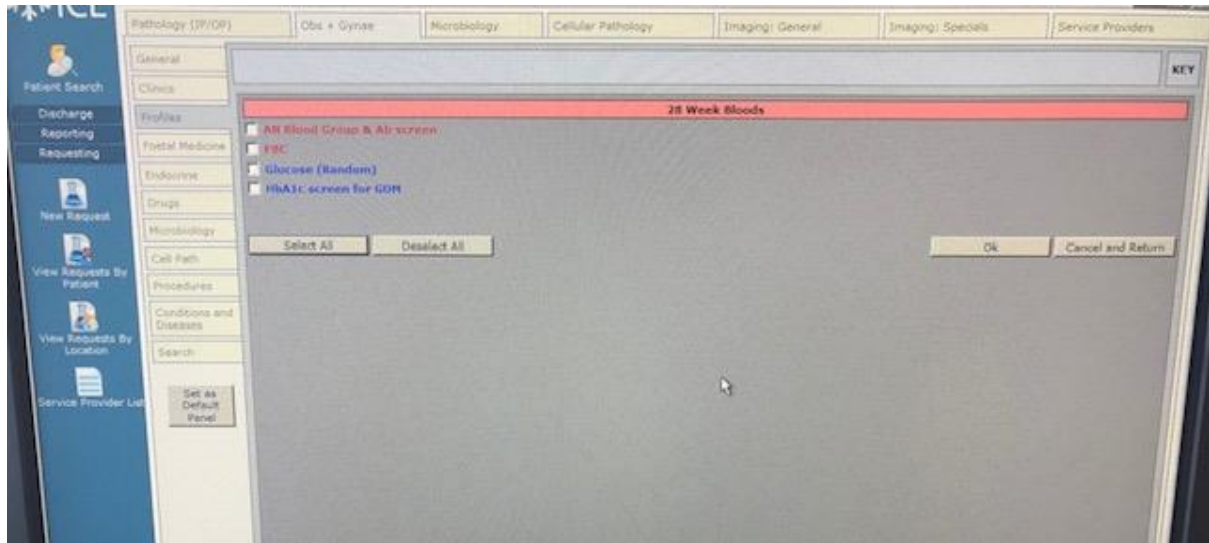 Pathology (IP/OP)
Obs + Gynae
Microbiology
Cellular Pathology
Imaging: General
Imaging: Specials
Service Providers
KEY
Patient Search
Discharge
Reporting
Requesting
New Request
View Requests By
Patient
View Requests By
Location
Service Provider List
General
Clinics
Profiles
Foetal Medicine
Endocrine
Drugs
Microbiology
Cell Path
Procedures
Conditions and
Diseases
Search
Set as
Default
Panel
28 Week Bloods
AN Blood Group & Ab screen
FBC
Glucose (Random)
HbA1c screen for GDM
Select All
Deselect All
Ok
Cancel and Return